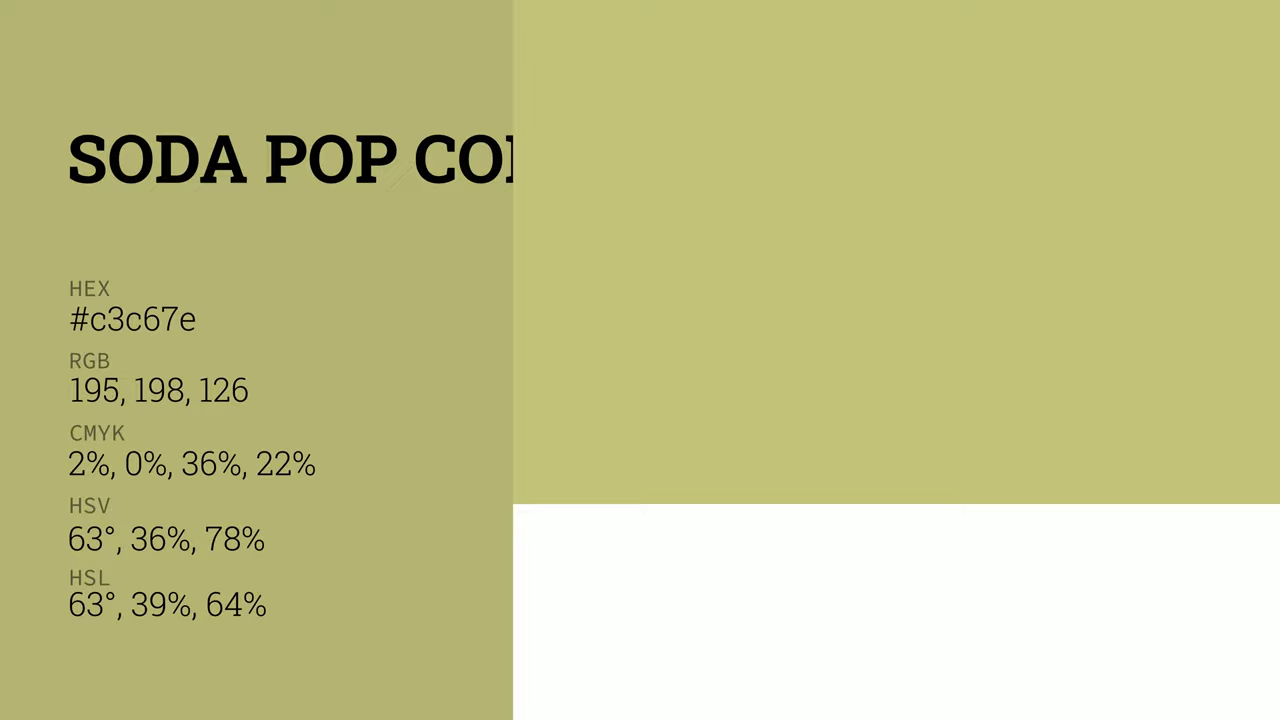 SODA POP CO
HEX
#c3c67e
RGB
195, 198, 126
CMYK
2%, 0%, 36%, 22%
HSV
63°, 36%, 78%
HSL
63°, 39%, 64%